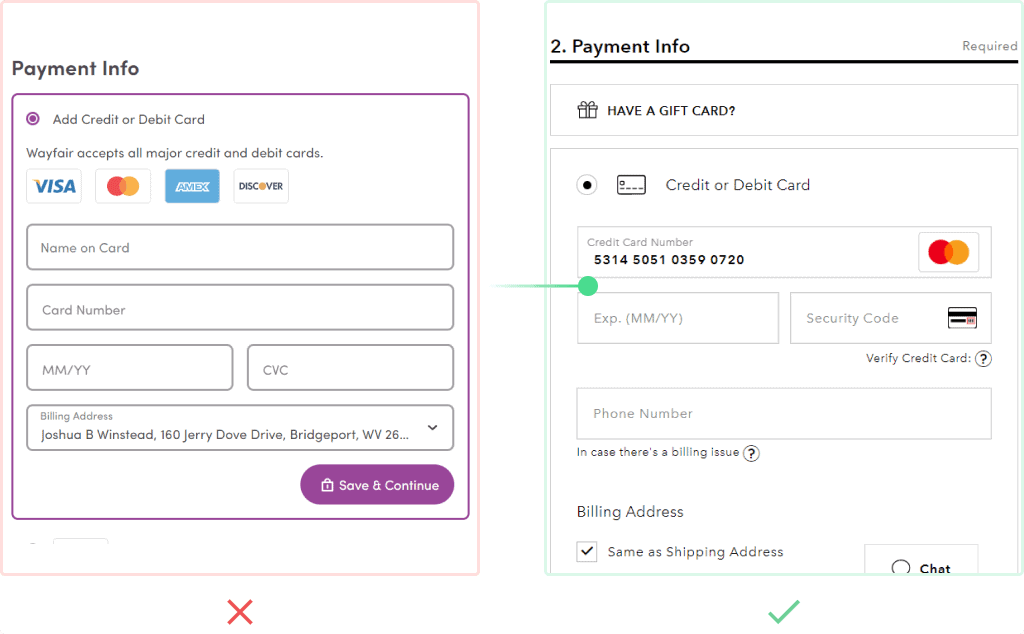 Payment Info
Add Credit or Debit Card
Wayfair accepts all major credit and debit cards.
VISA
AMEX
DISCOVER
Name on Card
Card Number
MM/YY
CVC
Billing Address
Joshua B Winstead, 160 Jerry Dove Drive, Bridgeport, WV 26...
Save & Continue
2. Payment Info
Required
HAVE A GIFT CARD?
Credit or Debit Card
Credit Card Number
5314 5051 0359 0720
Exp. (MM/YY)
Security Code
Verify Credit Card: ?
Phone Number
In case there's a billing issue ?
Billing Address
Same as Shipping Address
Chat